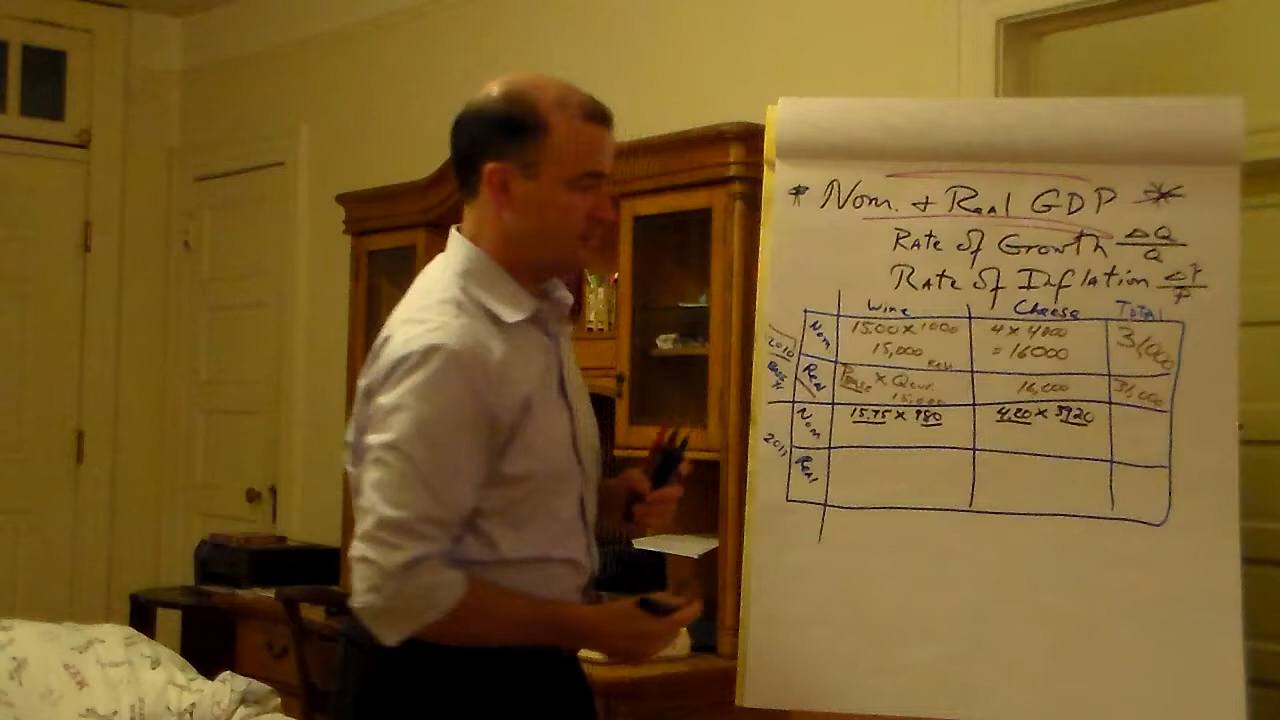 * Nom. + Real GDP *
Rate of Growth ΔQ/Q
Rate of Inflation ΔP/P
Wine Cheese Total
2010 Base Yr
Nom 15.00 x 1000 4 x 4000 31,000
15,000 = 16000
Real Pbase x Qcurr. 16,000 31,000
15,000
2011
Nom 15.75 x 980 4.20 x 3920
Real